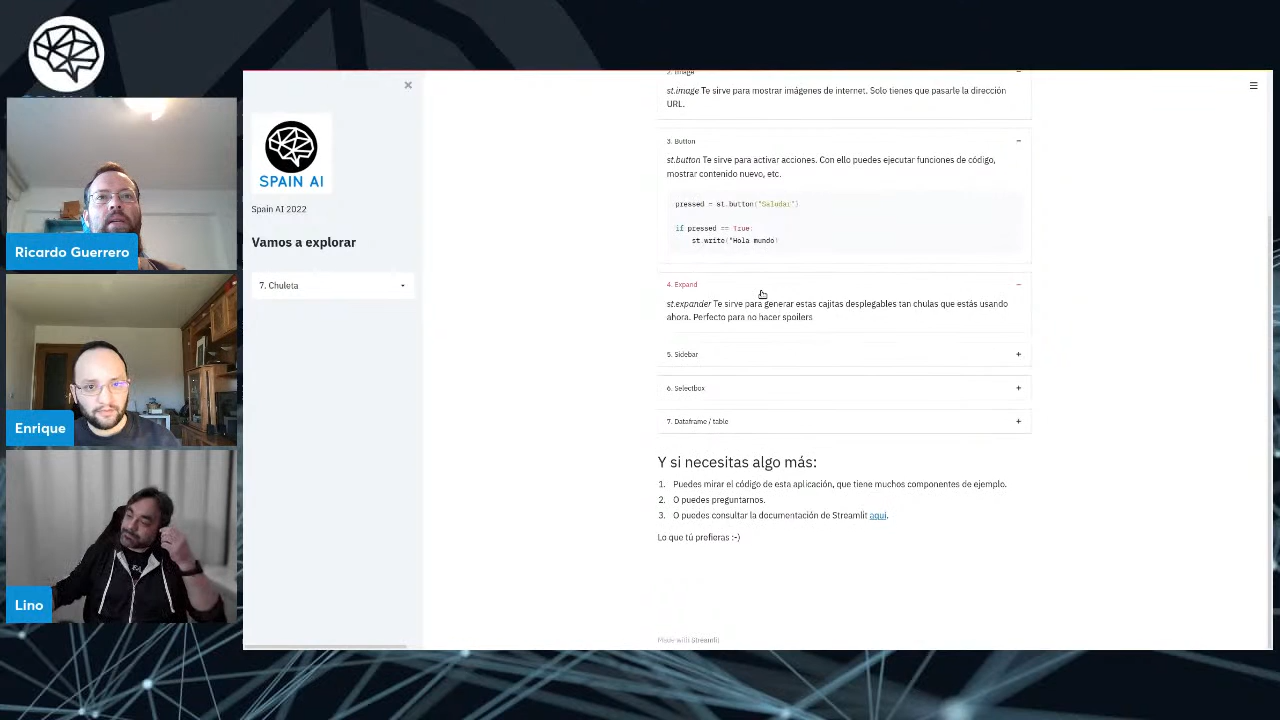 SPAIN AI
Ricardo Guerrero
Enrique
Lino
SPAIN AI
Spain AI 2022
Vamos a explorar
7. Chuleta
2. Image
st.image Te sirve para mostrar imágenes de internet. Solo tienes que pasarle la dirección
URL.
3. Button
st.button Te sirve para activar acciones. Con ello puedes ejecutar funciones de código,
mostrar contenido nuevo, etc.
pressed = st.button("Saludar")
if pressed == True:
st.write("Hola mundo!
4. Expand
st.expander Te sirve para generar estas cajitas desplegables tan chulas que estás usando
ahora. Perfecto para no hacer spoilers
5. Sidebar
6. Selectbox
7. Dataframe / table
Y si necesitas algo más:
1. Puedes mirar el código de esta aplicación, que tiene muchos componentes de ejemplo.
2. O puedes preguntarnos.
3. O puedes consultar la documentación de Streamlit aquí.
Lo que tú prefieras :-)
Made with Streamlit